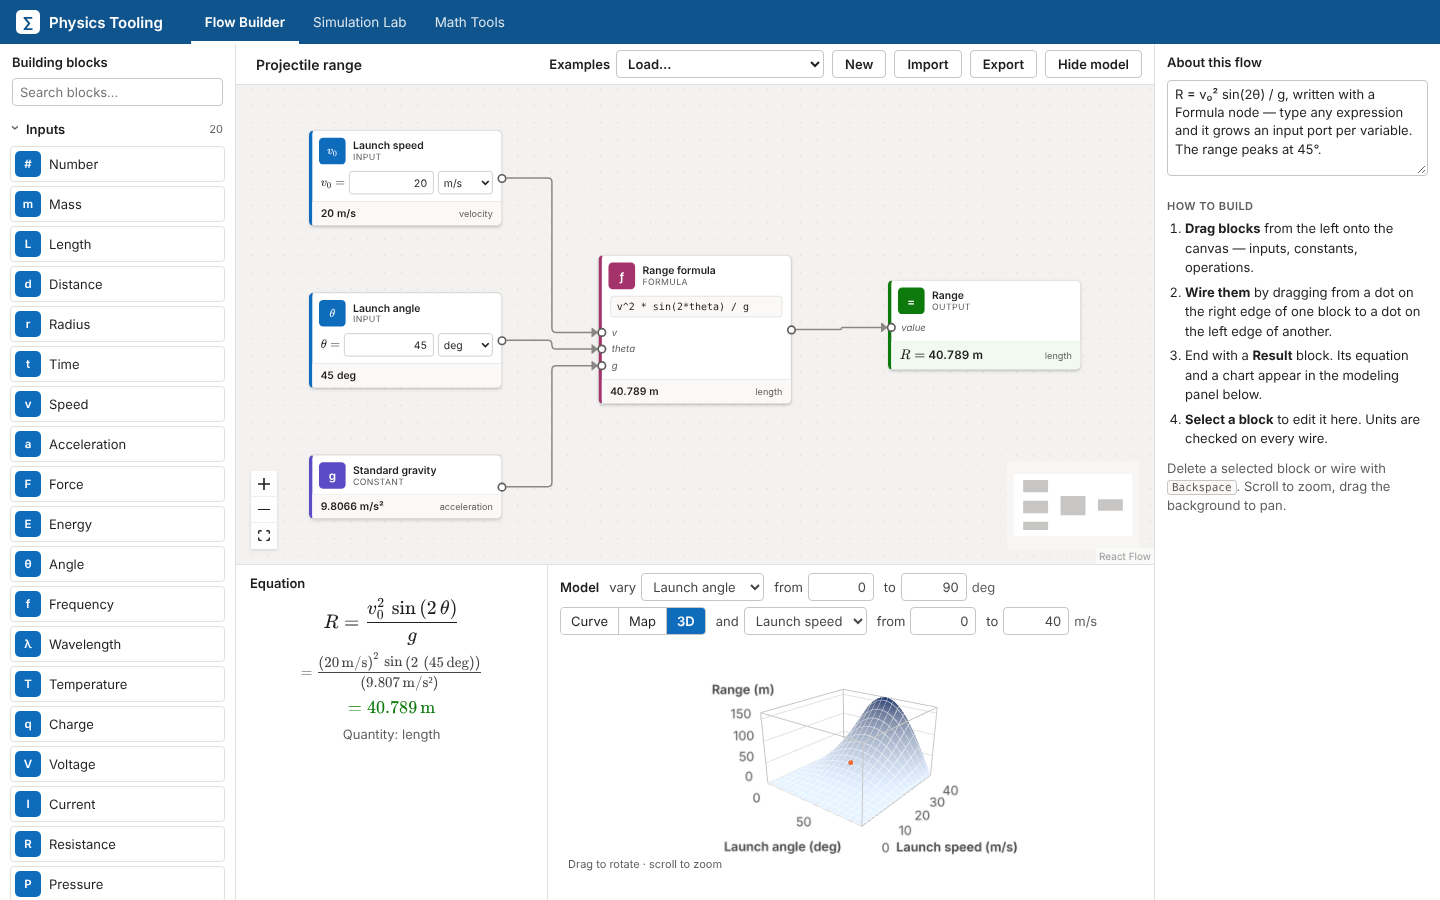 ∑ Physics Tooling Flow Builder Simulation Lab Math Tools
Building blocks
Search blocks...
Inputs 20
# Number
m Mass
L Length
d Distance
r Radius
t Time
v Speed
a Acceleration
F Force
E Energy
θ Angle
f Frequency
λ Wavelength
T Temperature
q Charge
V Voltage
I Current
R Resistance
P Pressure
Projectile range Examples Load... New Import Export Hide model
v₀ Launch speed
INPUT
v₀ = 20 m/s
20 m/s velocity
θ Launch angle
INPUT
θ = 45 deg
45 deg
g Standard gravity
CONSTANT
9.8066 m/s² acceleration
ƒ Range formula
FORMULA
v^2 * sin(2*theta) / g
v
theta
g
40.789 m length
= Range
OUTPUT
value
R = 40.789 m length
React Flow
Equation
R = v₀² sin (2 θ) / g
= (20 m/s)² sin (2 (45 deg)) / (9.807 m/s²)
= 40.789 m
Quantity: length
Model vary Launch angle from 0 to 90 deg
Curve Map 3D and Launch speed from 0 to 40 m/s
Range (m)
150
100
50
0
0
50
Launch angle (deg)
40
30
20
10
0
Launch speed (m/s)
Drag to rotate · scroll to zoom
About this flow
R = v₀² sin(2θ) / g, written with a
Formula node — type any expression
and it grows an input port per variable.
The range peaks at 45°.
HOW TO BUILD
1. Drag blocks from the left onto the
canvas — inputs, constants,
operations.
2. Wire them by dragging from a dot on
the right edge of one block to a dot on
the left edge of another.
3. End with a Result block. Its equation
and a chart appear in the modeling
panel below.
4. Select a block to edit it here. Units are
checked on every wire.
Delete a selected block or wire with
Backspace. Scroll to zoom, drag the
background to pan.